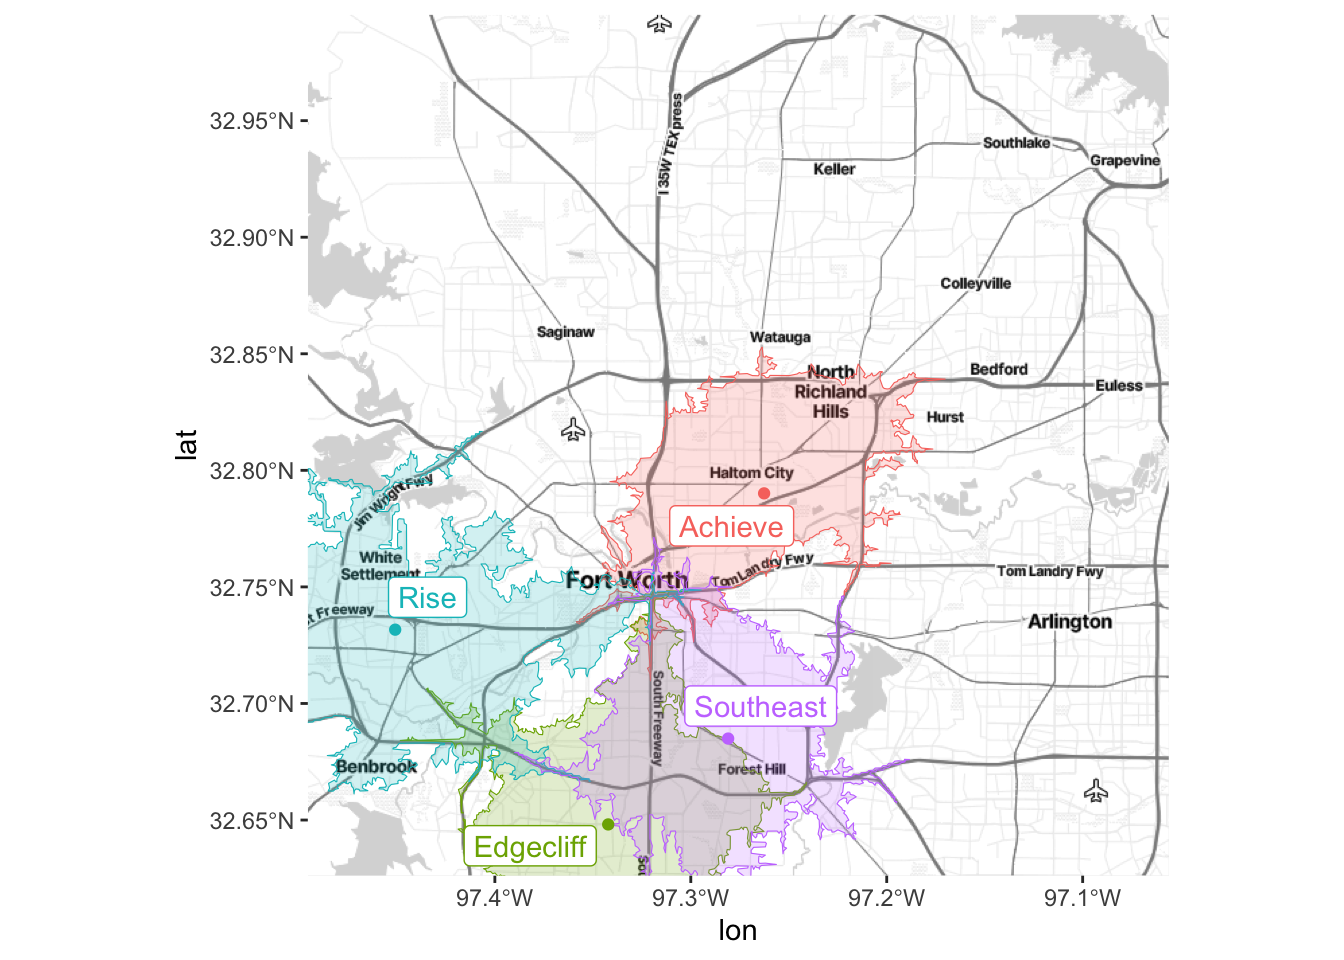 32.95°N
32.90°N
32.85°N
32.80°N
32.75°N
32.70°N
32.65°N
lat
I 35W TEXpress
Southlake
Keller
Grapevine
Colleyville
Saginaw
Watauga
North
Richland
Hills
Bedford
Euless
Hurst
Haltom City
Jim Wright Fwy
Achieve
White
Settlement
Fort Worth
Tom Landry Fwy
Tom Landry Fwy
Rise
t Freeway
Arlington
South Freeway
Southeast
Benbrook
Forest Hill
Edgecliff
Sou
97.4°W
97.3°W
97.2°W
97.1°W
lon